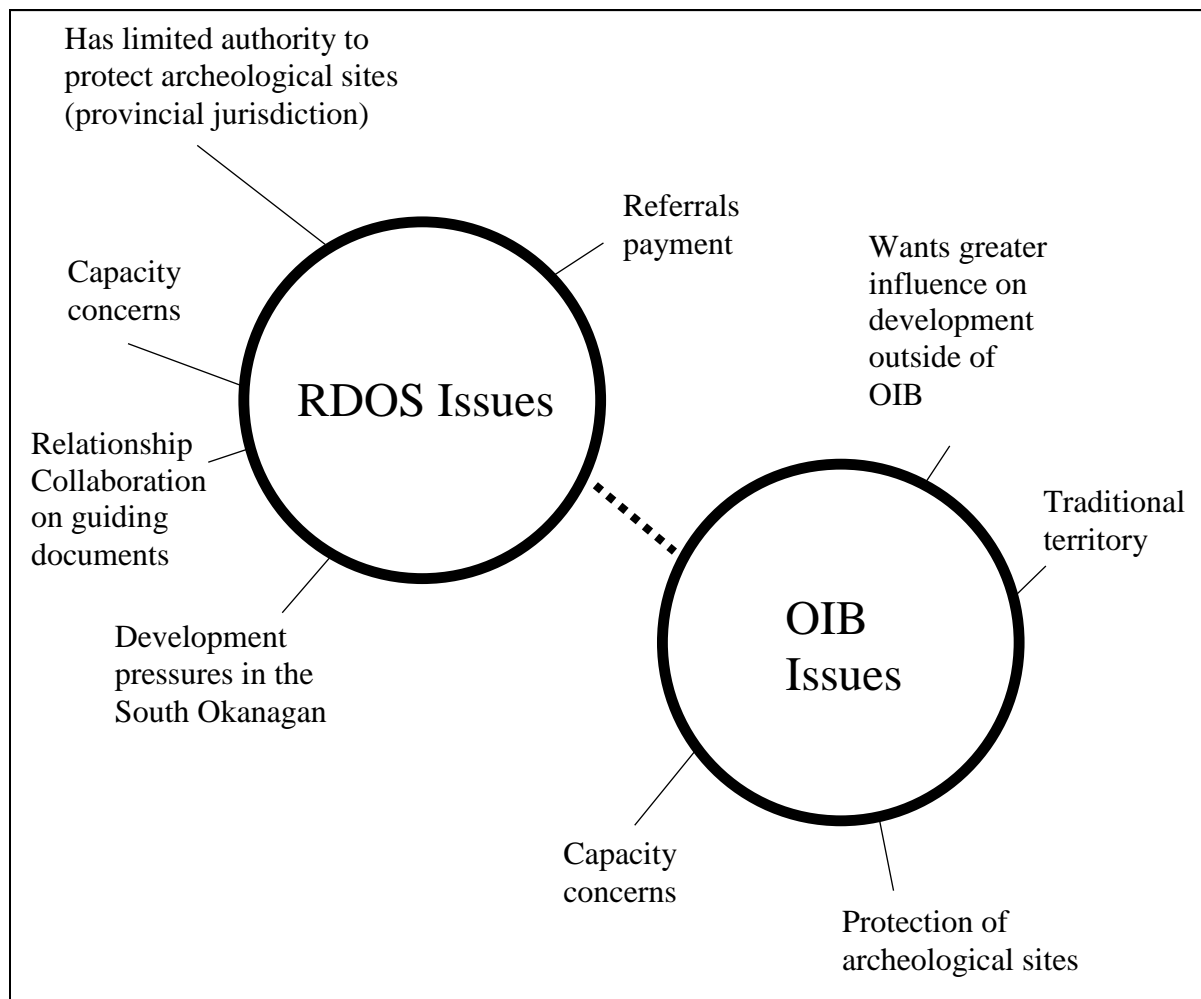 Has limited authority to
protect archeological sites
(provincial jurisdiction)
Referrals
payment
Capacity
concerns
RDOS Issues
Relationship
Collaboration
on guiding
documents
Development
pressures in the
South Okanagan
Wants greater
influence on
development
outside of
OIB
Traditional
territory
OIB
Issues
Capacity
concerns
Protection of
archeological sites